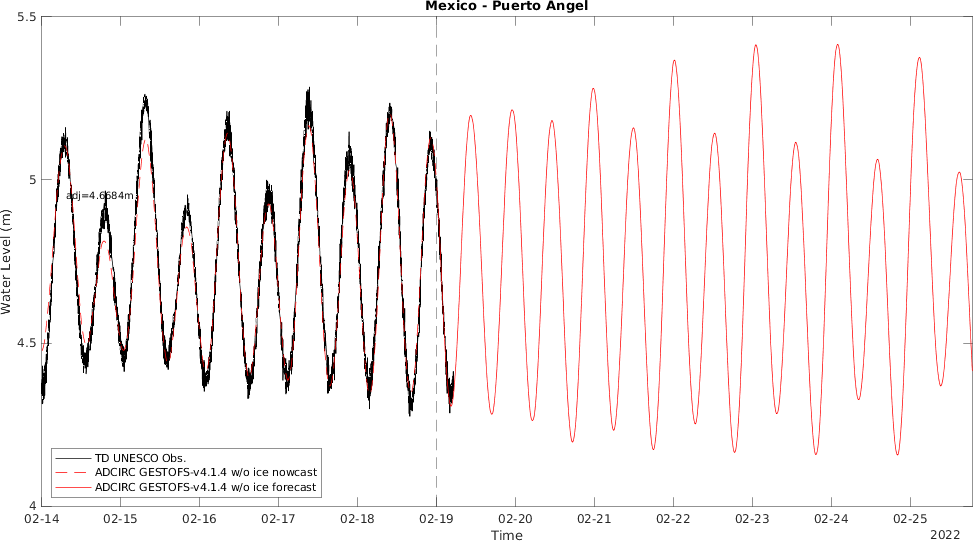 Mexico - Puerto Angel
5.5
5
4.5
4
Water Level (m)
adj=4.6684m
TD UNESCO Obs.
ADCIRC GESTOFS-v4.1.4 w/o ice nowcast
ADCIRC GESTOFS-v4.1.4 w/o ice forecast
02-14 02-15 02-16 02-17 02-18 02-19 02-20 02-21 02-22 02-23 02-24 02-25
Time
2022